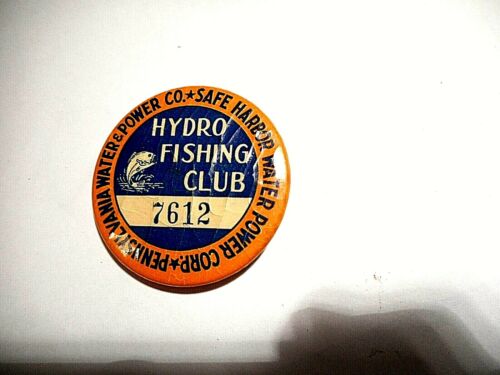 PENNSYLVANIA WATER & POWER CO. ★ SAFE HARBOR WATER POWER CORP. ★
HYDRO
FISHING
CLUB
7612